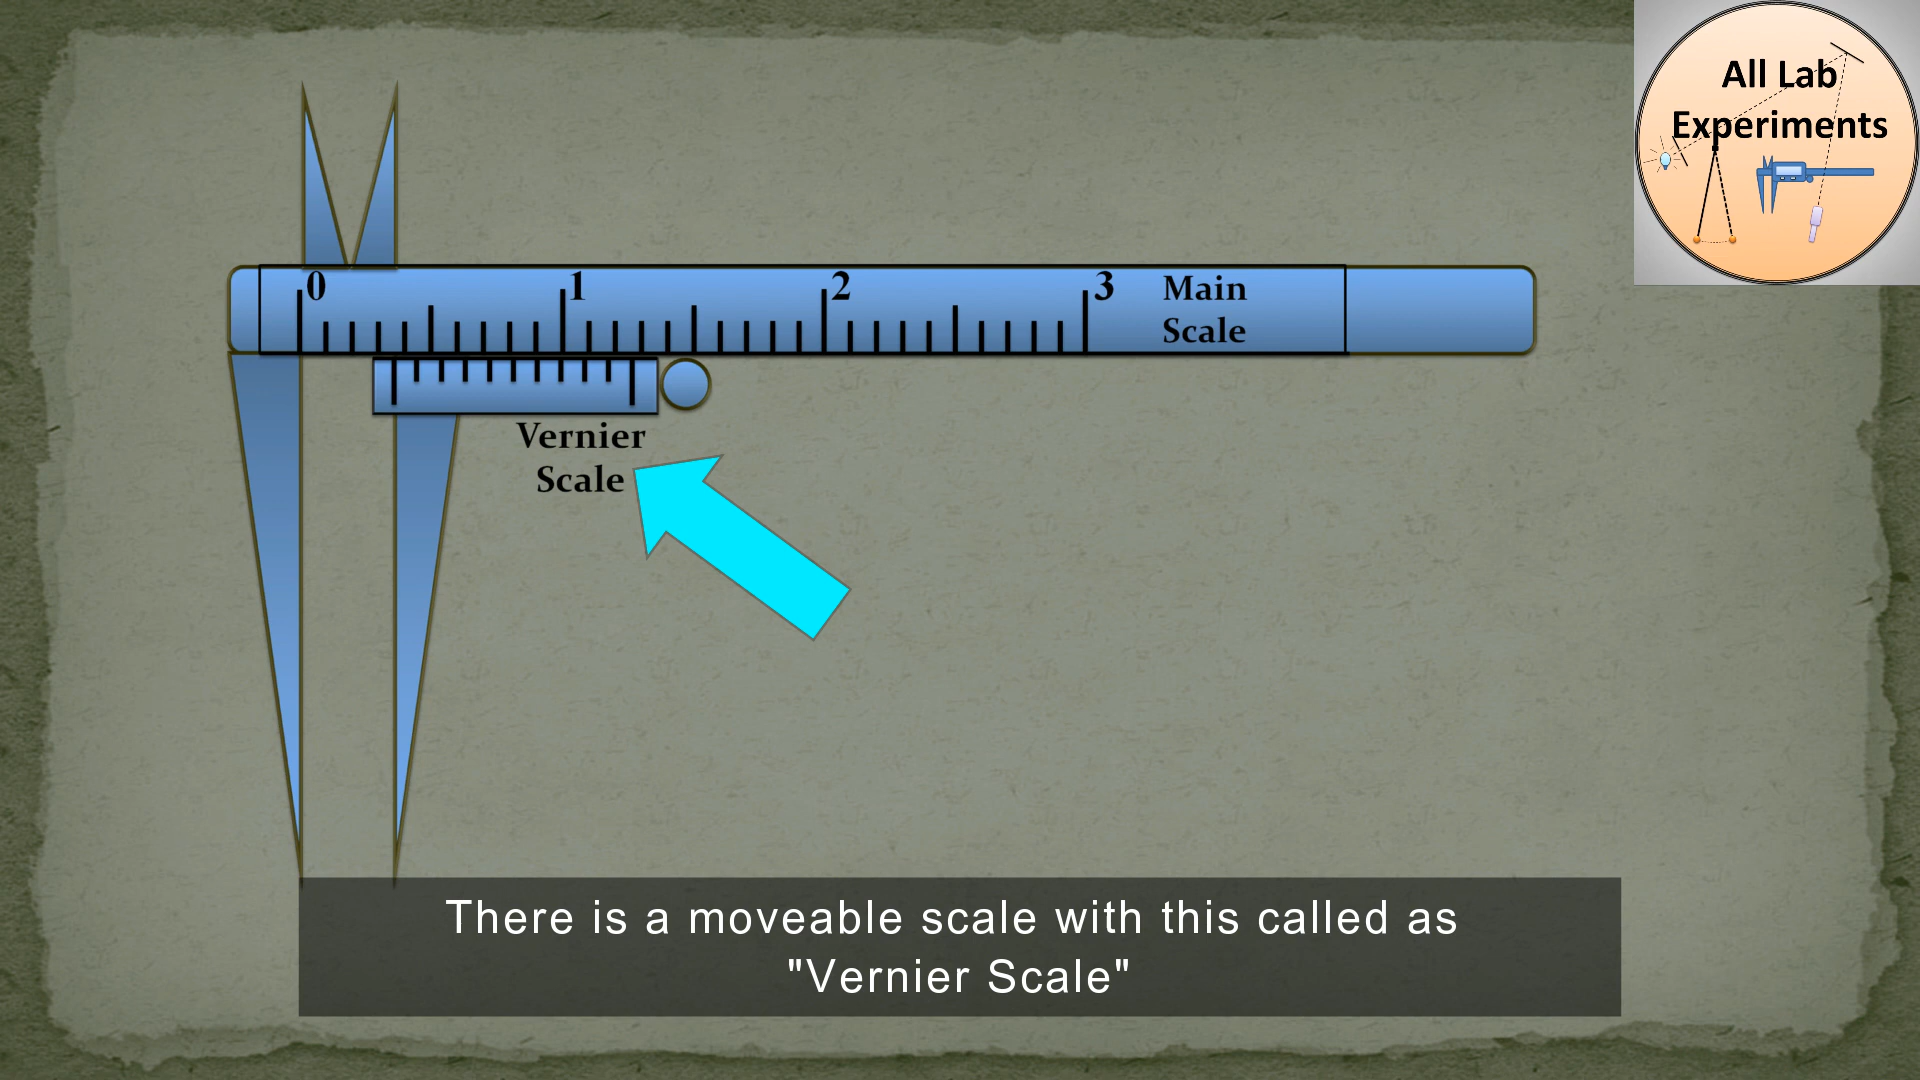 All Lab
Experiments
0 1 2 3
Main
Scale
Vernier
Scale
There is a moveable scale with this called as
"Vernier Scale"